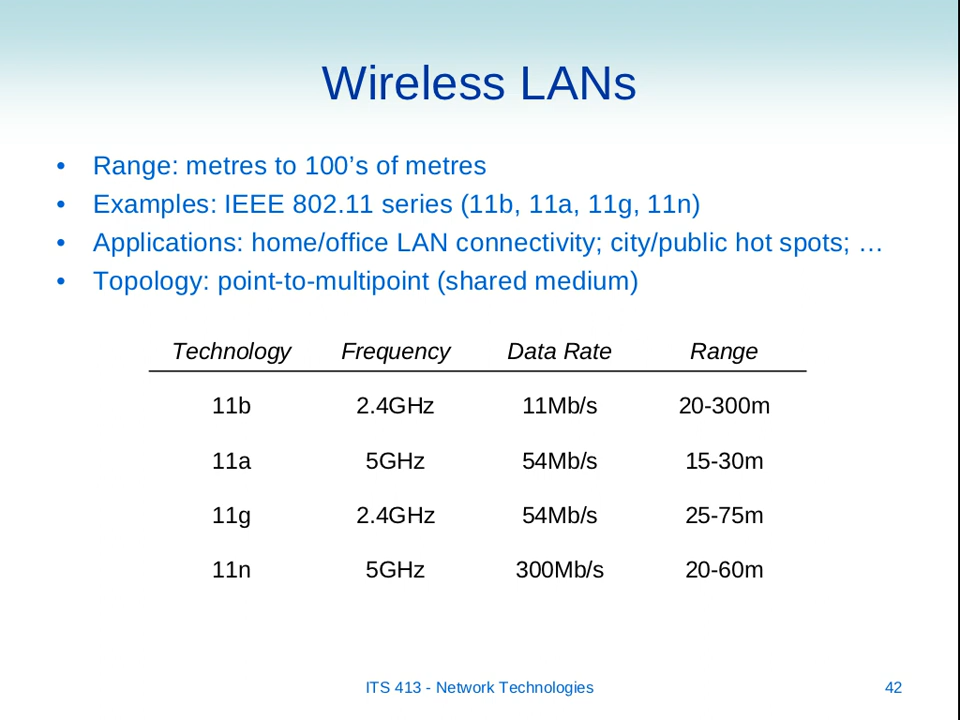 Wireless LANs
• Range: metres to 100’s of metres
• Examples: IEEE 802.11 series (11b, 11a, 11g, 11n)
• Applications: home/office LAN connectivity; city/public hot spots; …
• Topology: point-to-multipoint (shared medium)
Technology Frequency Data Rate Range
11b 2.4GHz 11Mb/s 20-300m
11a 5GHz 54Mb/s 15-30m
11g 2.4GHz 54Mb/s 25-75m
11n 5GHz 300Mb/s 20-60m
ITS 413 - Network Technologies 42